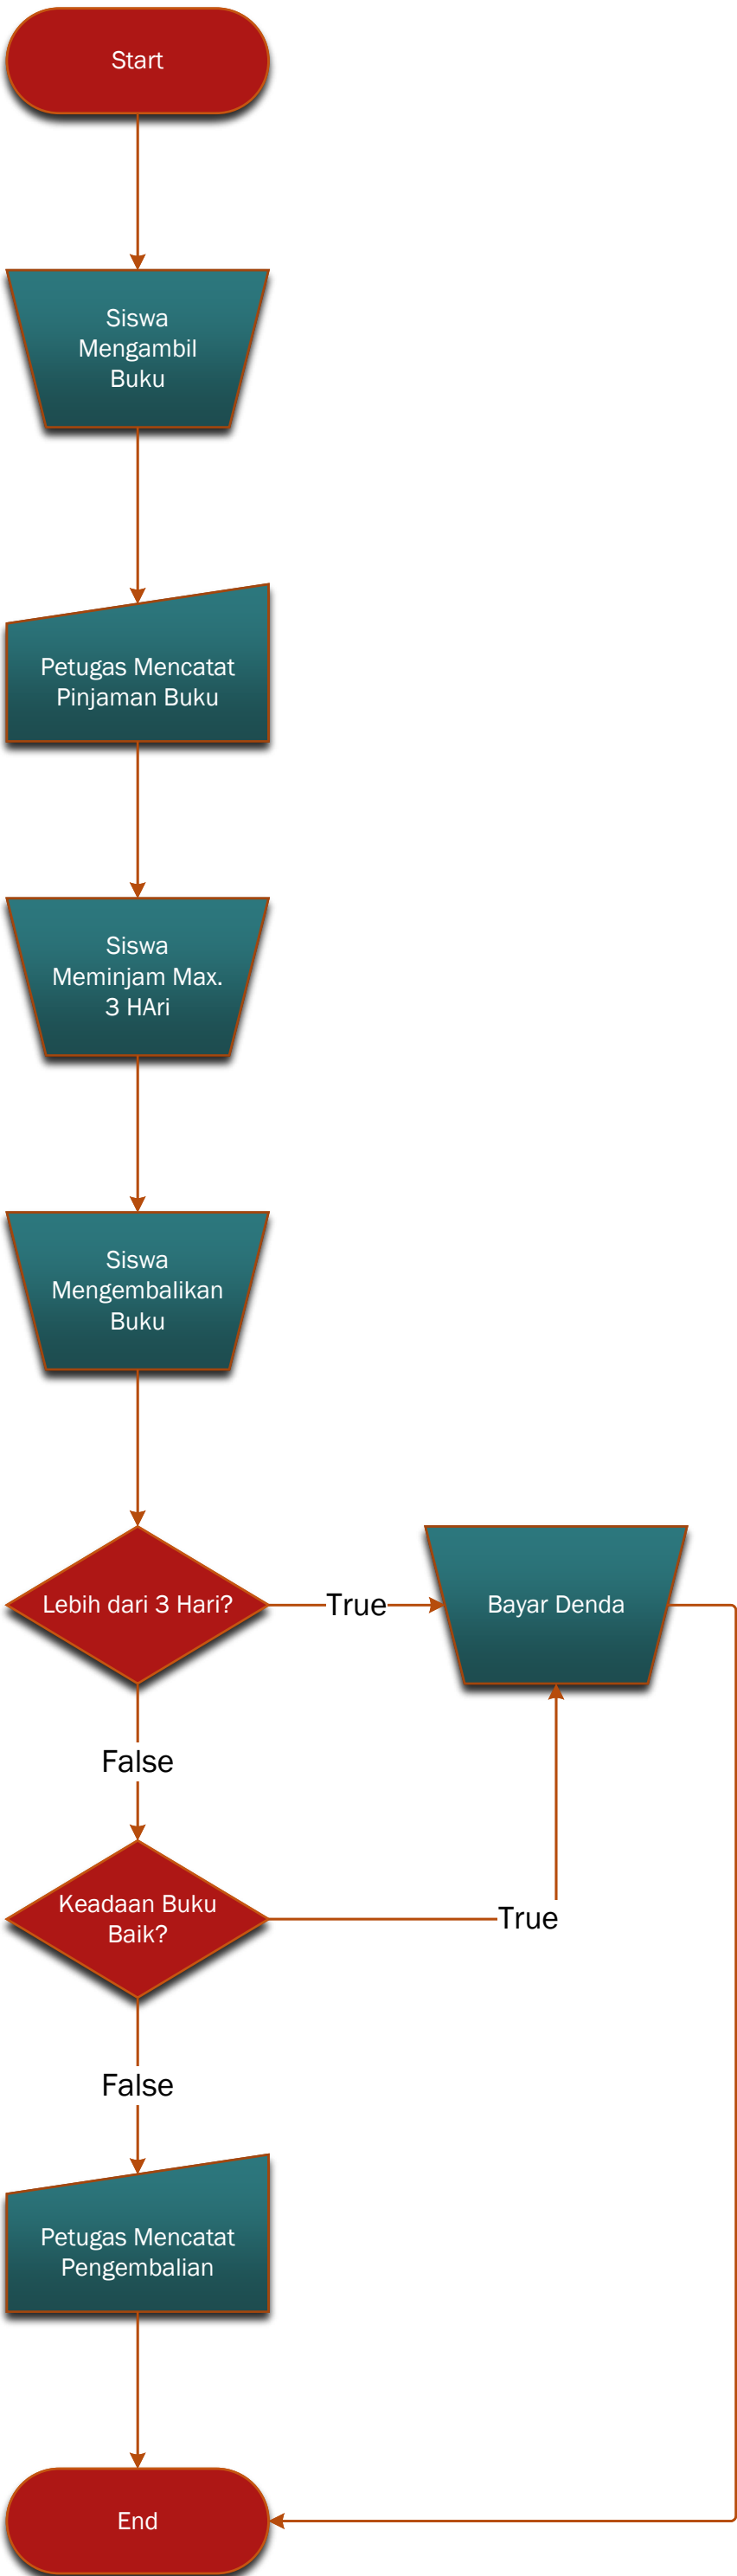 Start
Siswa
Mengambil
Buku
Petugas Mencatat
Pinjaman Buku
Siswa
Meminjam Max.
3 HAri
Siswa
Mengembalikan
Buku
Lebih dari 3 Hari?
True
Bayar Denda
False
Keadaan Buku
Baik?
True
False
Petugas Mencatat
Pengembalian
End